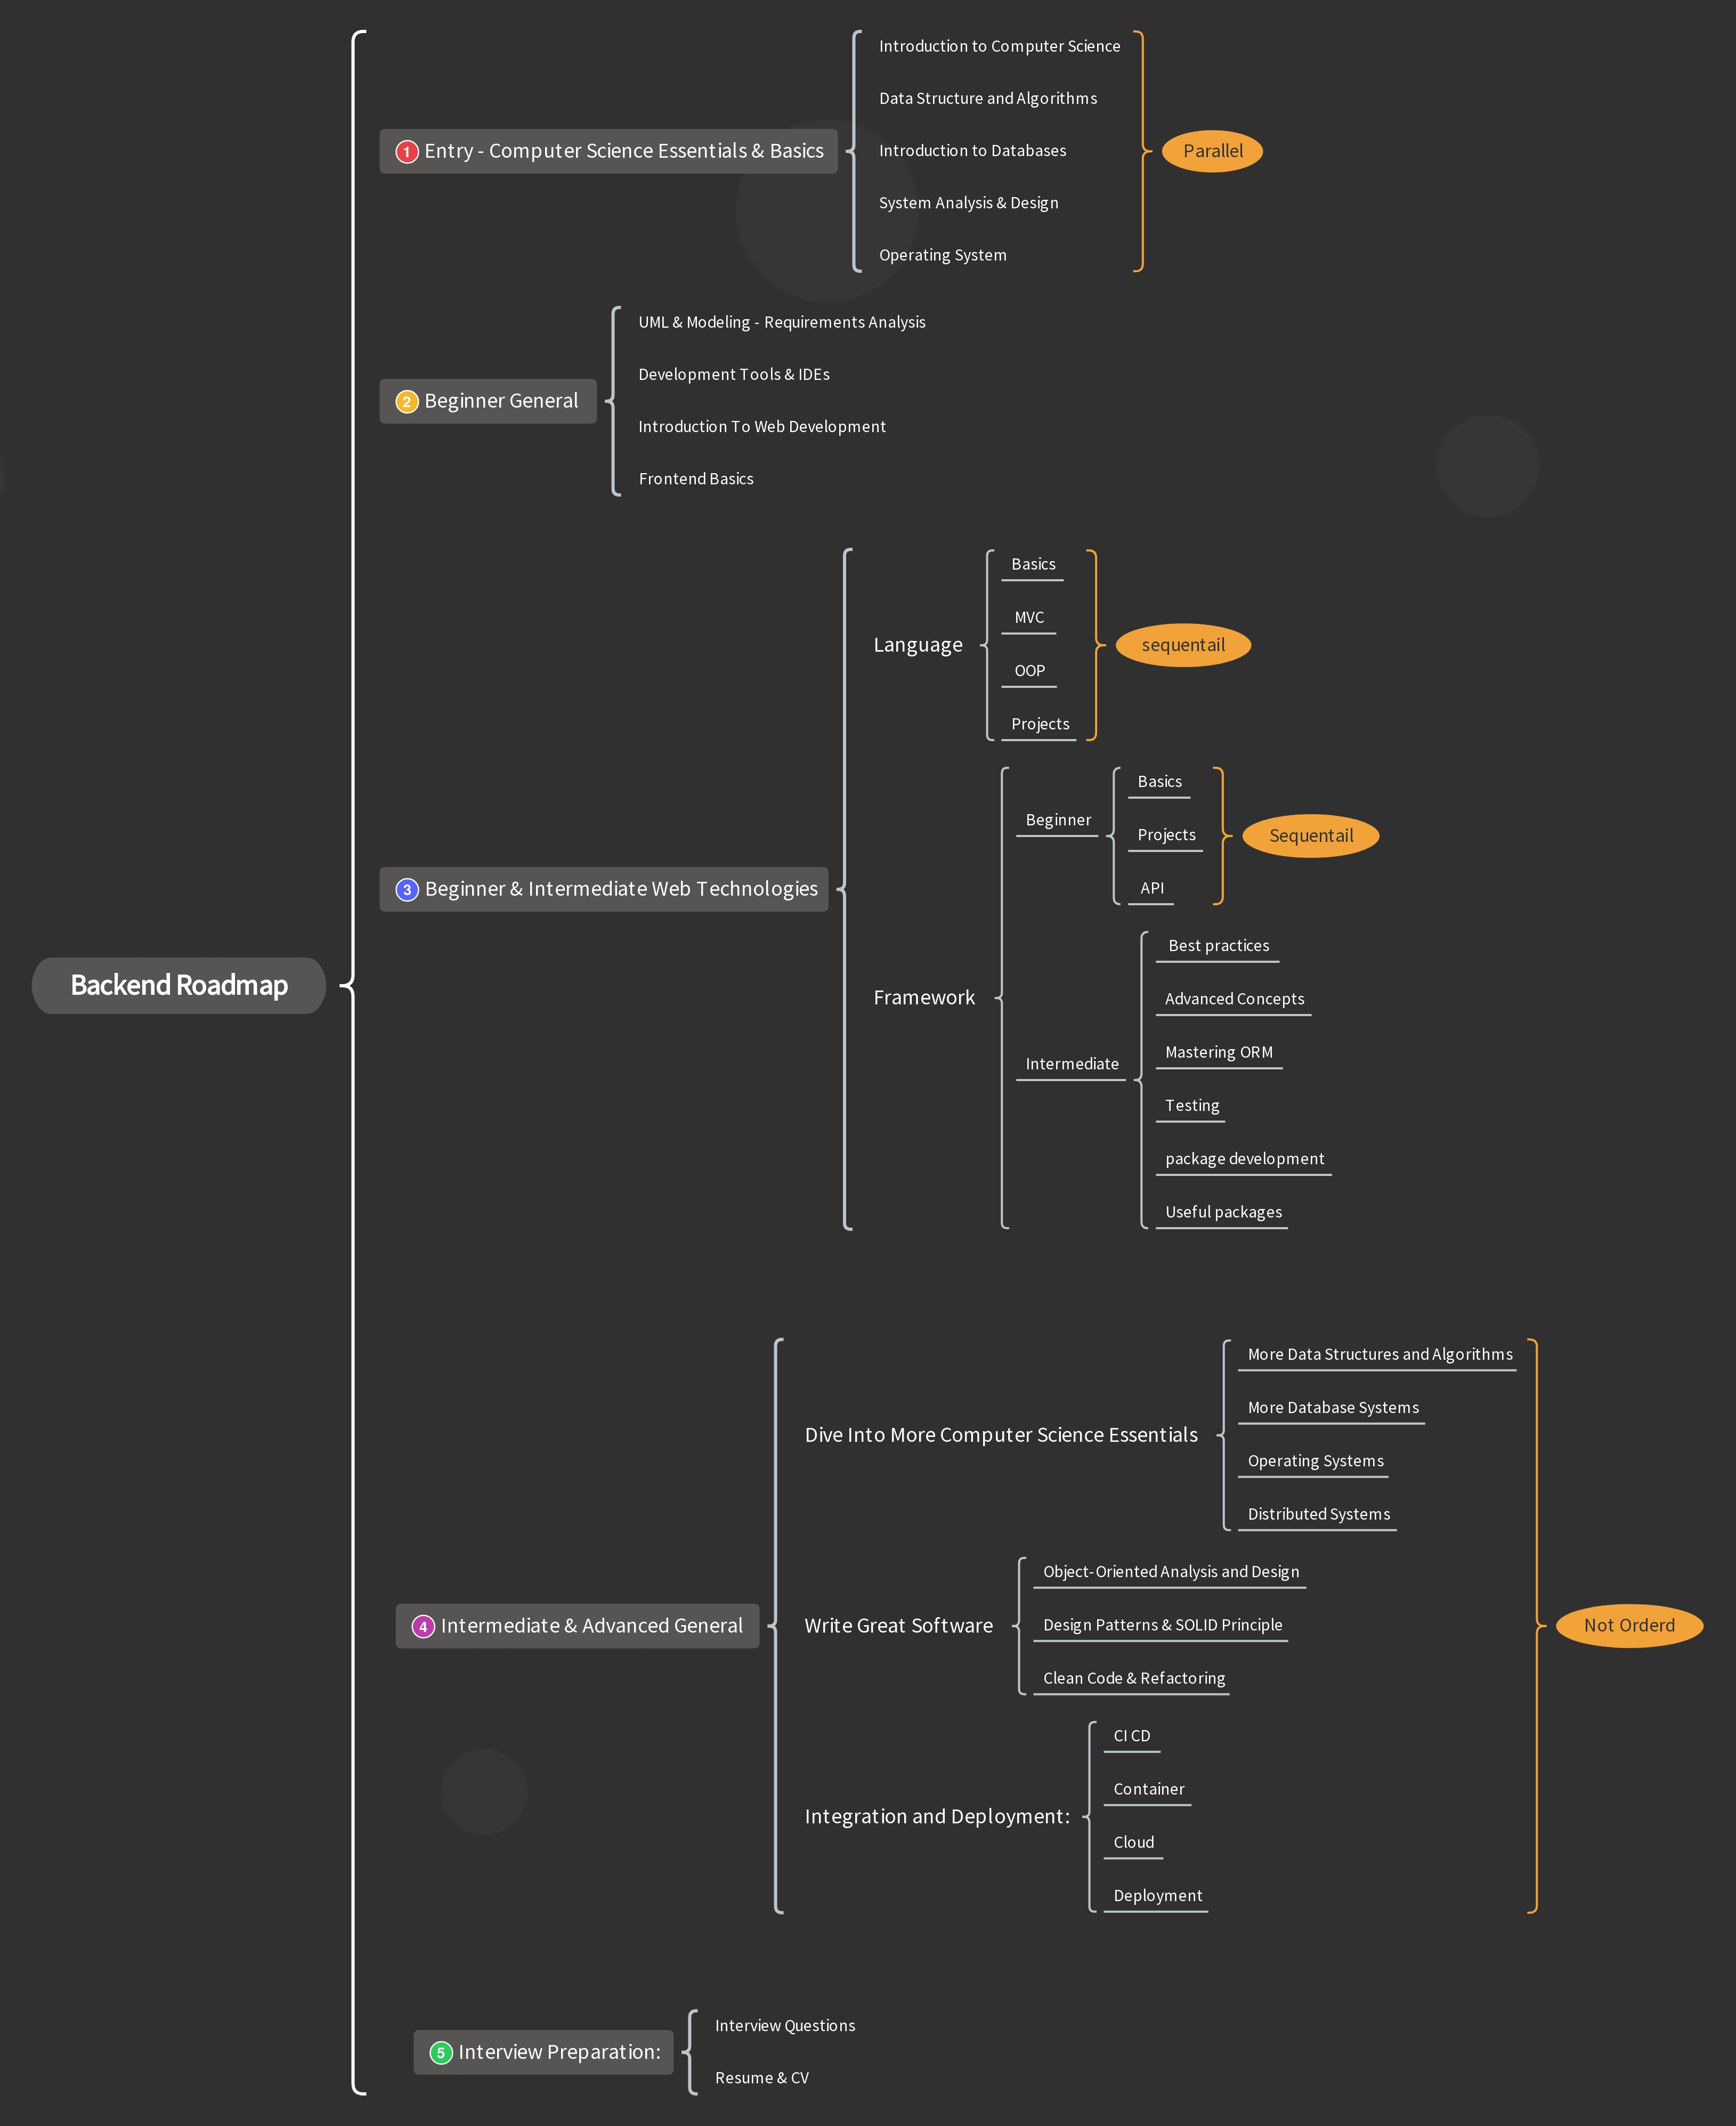 Backend Roadmap
1 Entry - Computer Science Essentials & Basics
Introduction to Computer Science
Data Structure and Algorithms
Introduction to Databases
System Analysis & Design
Operating System
Parallel
2 Beginner General
UML & Modeling - Requirements Analysis
Development Tools & IDEs
Introduction To Web Development
Frontend Basics
3 Beginner & Intermediate Web Technologies
Language
Basics
MVC
OOP
Projects
sequentail
Framework
Beginner
Basics
Projects
API
Sequentail
Intermediate
Best practices
Advanced Concepts
Mastering ORM
Testing
package development
Useful packages
4 Intermediate & Advanced General
Dive Into More Computer Science Essentials
More Data Structures and Algorithms
More Database Systems
Operating Systems
Distributed Systems
Write Great Software
Object-Oriented Analysis and Design
Design Patterns & SOLID Principle
Clean Code & Refactoring
Integration and Deployment:
CI CD
Container
Cloud
Deployment
Not Orderd
5 Interview Preparation:
Interview Questions
Resume & CV